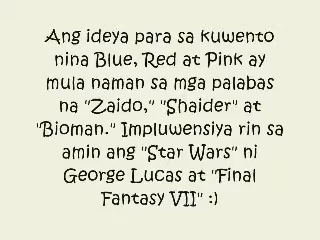 Ang ideya para sa kuwento
nina Blue, Red at Pink ay
mula naman sa mga palabas
na "Zaido," "Shaider" at
"Bioman." Impluwensiya rin sa
amin ang "Star Wars" ni
George Lucas at "Final
Fantasy VII" :)